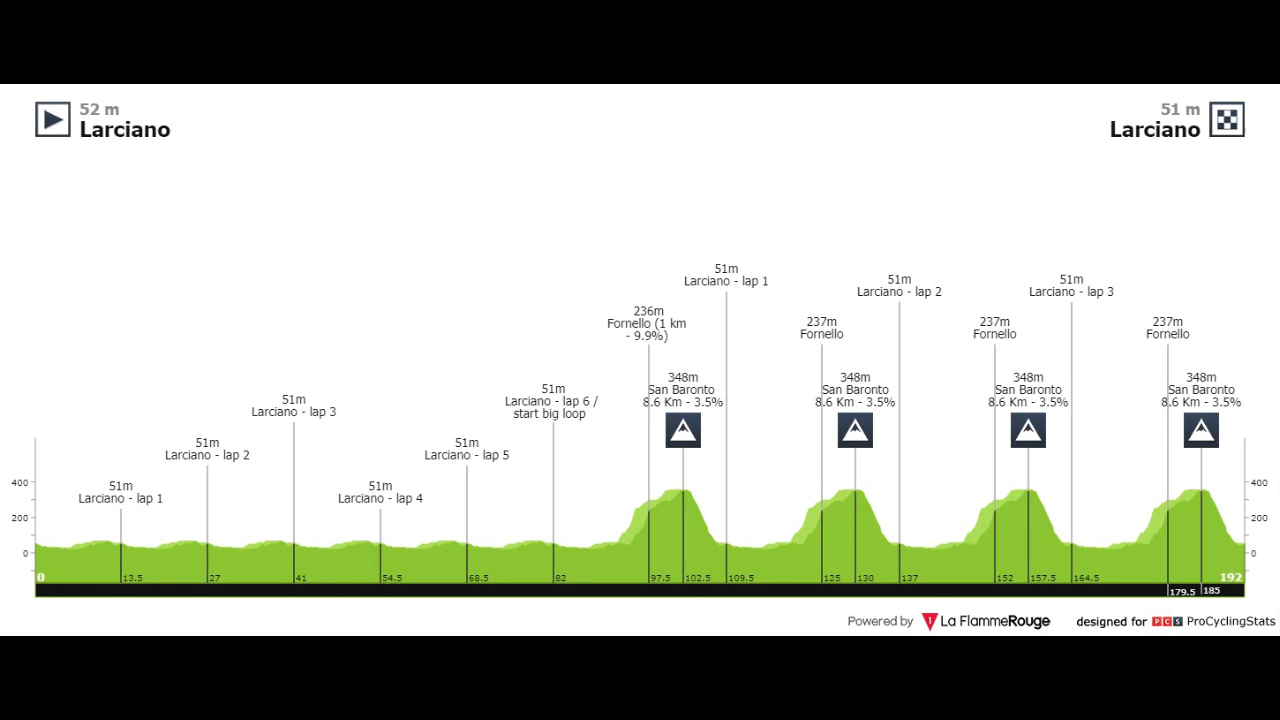 52 m
Larciano
51 m
Larciano
51m
Larciano - lap 1
51m
Larciano - lap 2
51m
Larciano - lap 3
51m
Larciano - lap 4
51m
Larciano - lap 5
51m
Larciano - lap 6 /
start big loop
236m
Fornello (1 km
- 9.9%)
348m
San Baronto
8.6 Km - 3.5%
51m
Larciano - lap 1
237m
Fornello
348m
San Baronto
8.6 Km - 3.5%
51m
Larciano - lap 2
237m
Fornello
348m
San Baronto
8.6 Km - 3.5%
51m
Larciano - lap 3
237m
Fornello
348m
San Baronto
8.6 Km - 3.5%
400
200
0
400
200
0
0 13.5 27 41 54.5 68.5 82 97.5 102.5 109.5 125 130 137 152 157.5 164.5 192
179.5 185
Powered by 1 La FlammeRouge designed for PCS ProCyclingStats